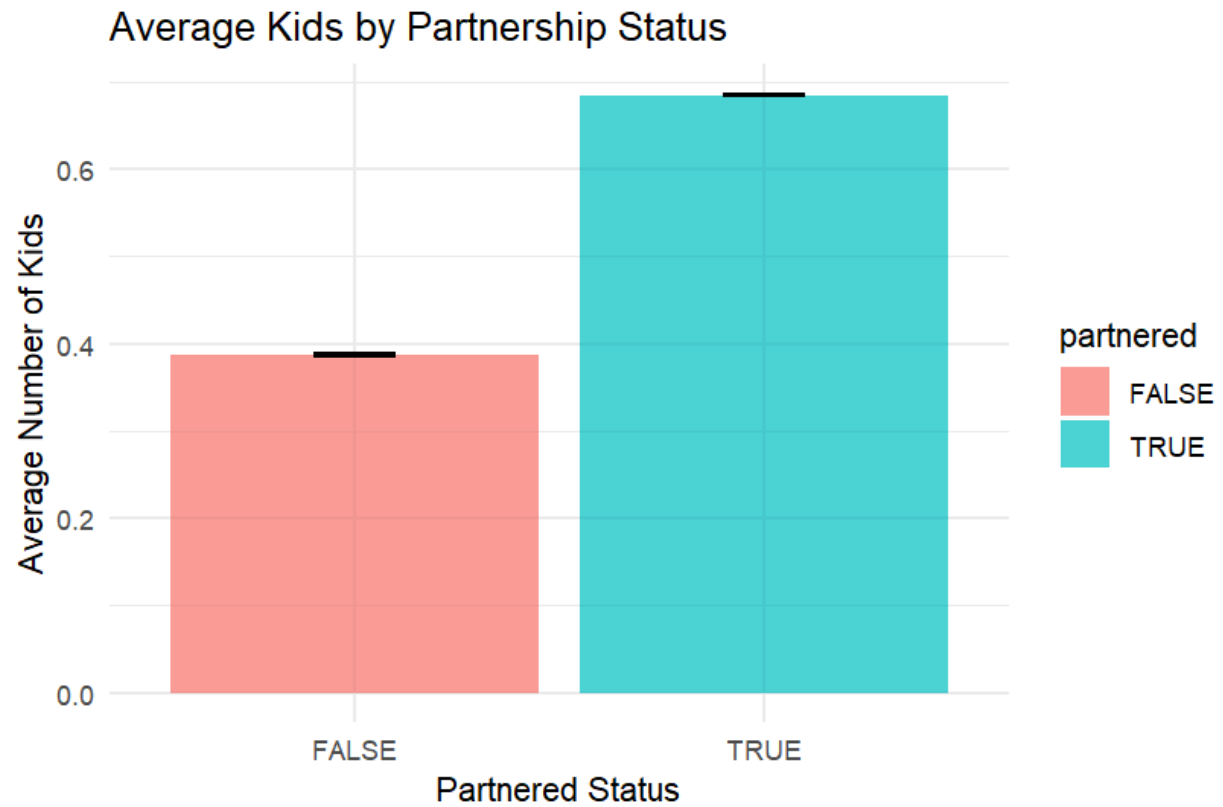 Average Kids by Partnership Status
Average Number of Kids
0.6
0.4
0.2
0.0
FALSE
TRUE
Partnered Status
partnered
FALSE
TRUE